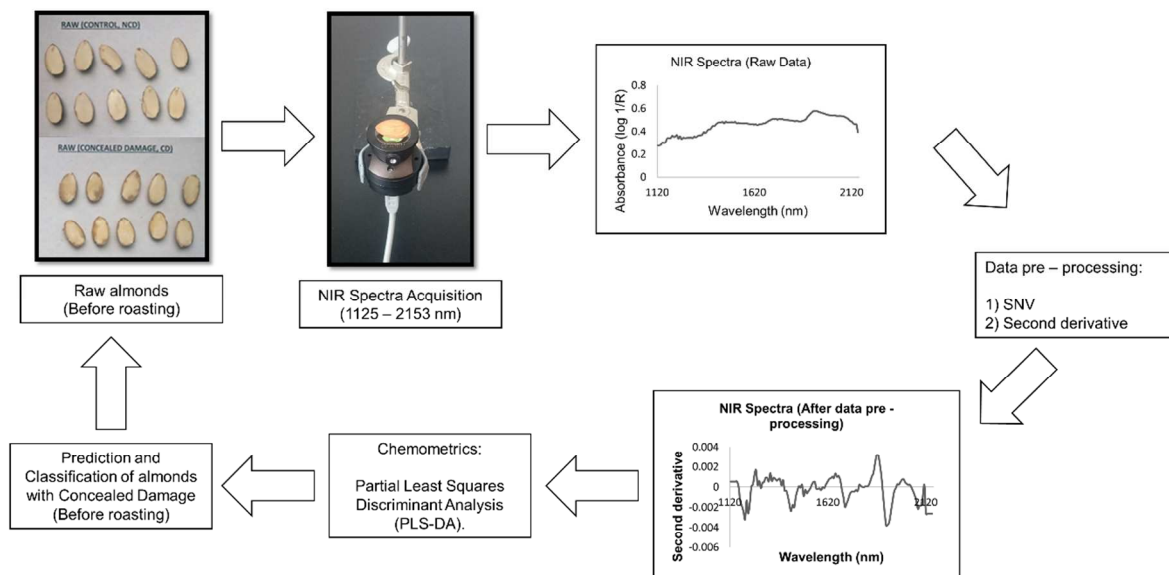 RAW (CONTROL, NCD)
RAW (CONCEALED DAMAGE, CD)
Raw almonds
(Before roasting)
NIR Spectra Acquisition
(1125 – 2153 nm)
NIR Spectra (Raw Data)
Absorbance (log 1/R)
0.8
0.6
0.4
0.2
0
1120
1620
2120
Wavelength (nm)
Data pre – processing:
1) SNV
2) Second derivative
NIR Spectra (After data pre -
processing)
Second derivative
0.004
0.002
0
-0.002
-0.004
-0.006
1120
1620
2120
Wavelength (nm)
Chemometrics:
Partial Least Squares
Discriminant Analysis
(PLS-DA).
Prediction and
Classification of almonds
with Concealed Damage
(Before roasting)